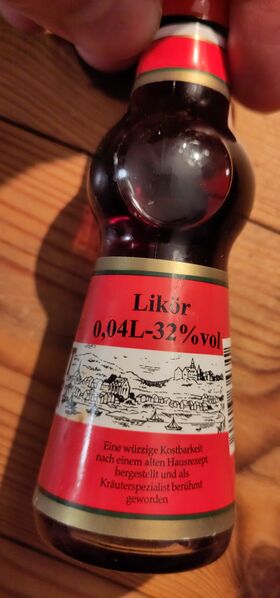 Likör
0,04L-32%vol
Eine würzige Kostbarkeit
nach einem alten Hausrezept
hergestellt und als
Kräuterspezialist berühmt
geworden